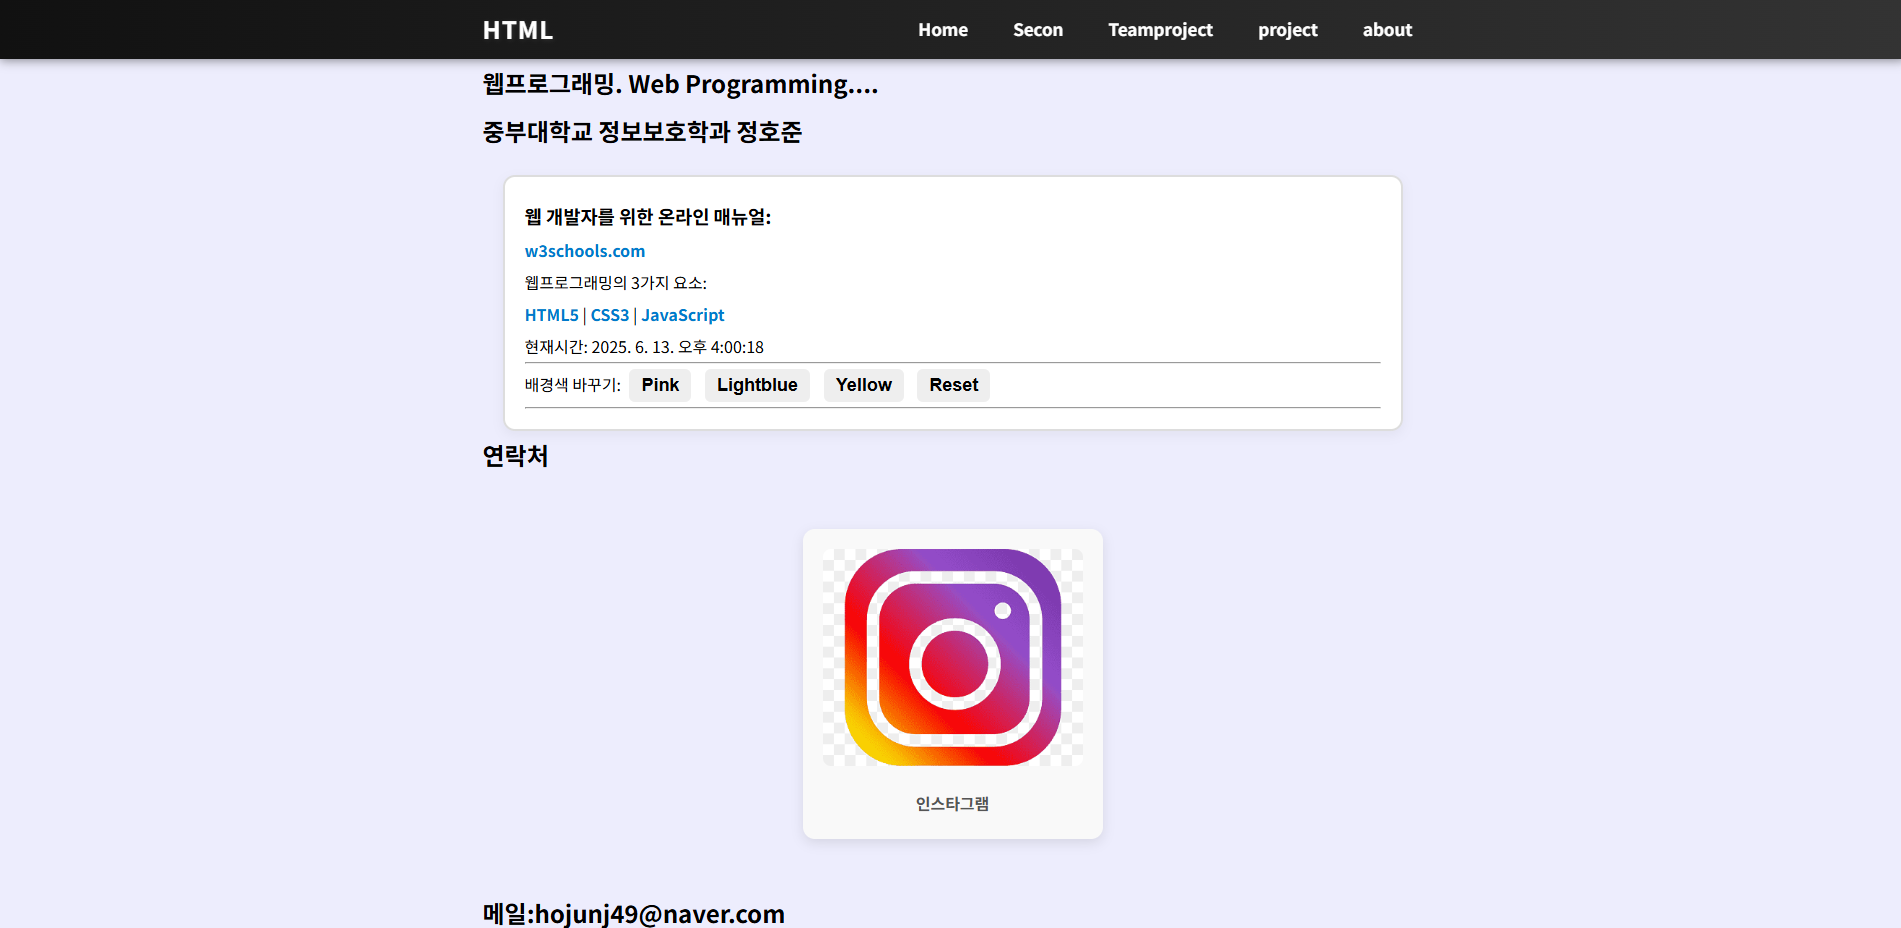 HTML Home Secon Teamproject project about
웹프로그래밍. Web Programming....
중부대학교 정보보호학과 정호준
웹 개발자를 위한 온라인 매뉴얼:
w3schools.com
웹프로그래밍의 3가지 요소:
HTML5 | CSS3 | JavaScript
현재시간: 2025. 6. 13. 오후 4:00:18
배경색 바꾸기: Pink Lightblue Yellow Reset
연락처
인스타그램
메일:hojunj49@naver.com